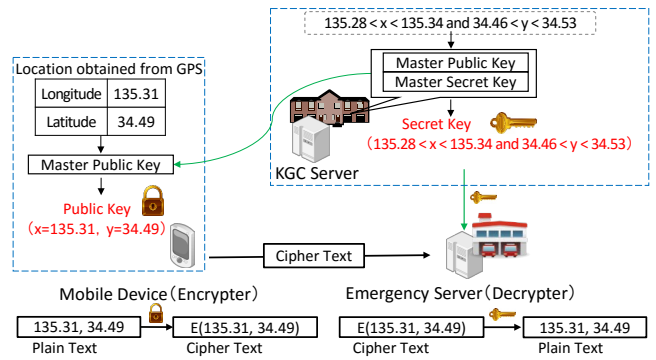 135.28 < x < 135.34 and 34.46 < y < 34.53
Master Public Key
Master Secret Key
Secret Key
(135.28 < x < 135.34 and 34.46 < y < 34.53)
KGC Server
Location obtained from GPS
Longitude 135.31
Latitude 34.49
Master Public Key
Public Key
(x=135.31, y=34.49)
Cipher Text
Mobile Device(Encrypter)
Emergency Server(Decrypter)
135.31, 34.49
E(135.31, 34.49)
E(135.31, 34.49)
135.31, 34.49
Plain Text
Cipher Text
Cipher Text
Plain Text